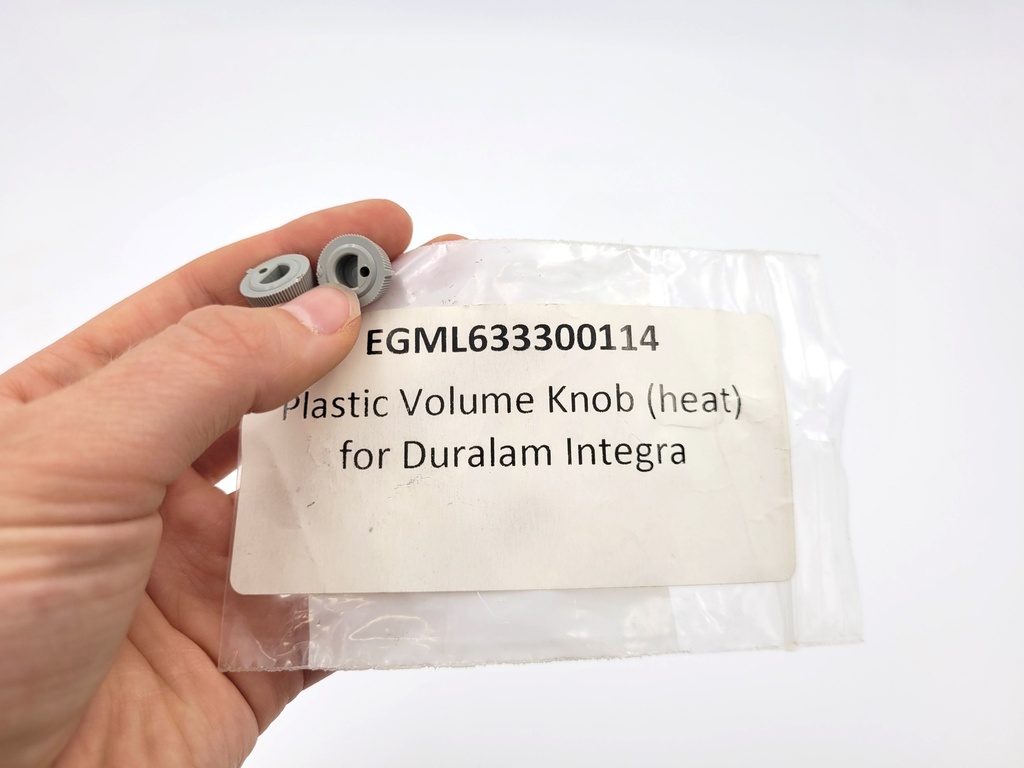 EGML633300114
Plastic Volume Knob (heat)
for Duralam Integra